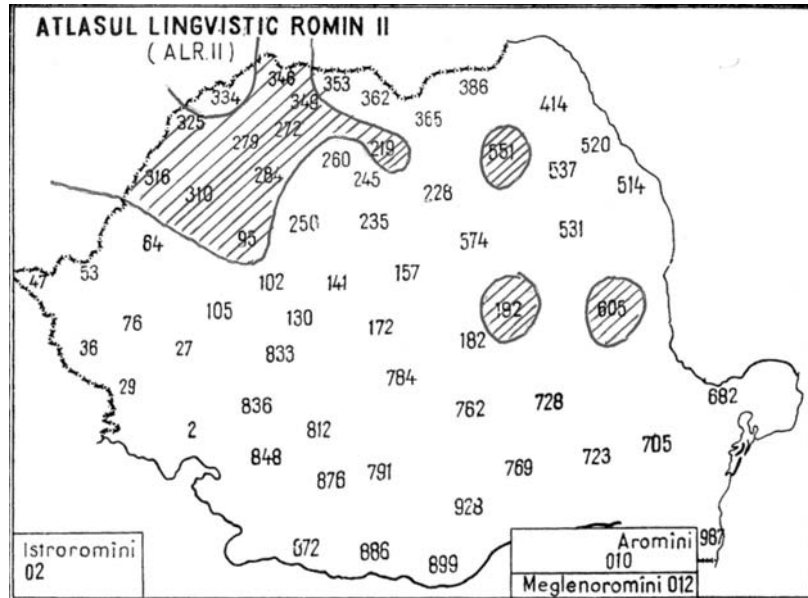 ATLASUL LINGVISTIC ROMIN II
(ALR.II)
346 353
334 349 362 386
325 365 414
279 272 219 551 520
316 284 260 245 537
310 228 514
250 235 531
64 95 574
47 53 102 141 157
105 130 192 605
76 172 182
36 27 833
29 784 682
836 762 728
2 812 705
848 876 791 769 723
928
872 886 899 987
Istroromini
02
Aromini
010
Meglenoromini 012